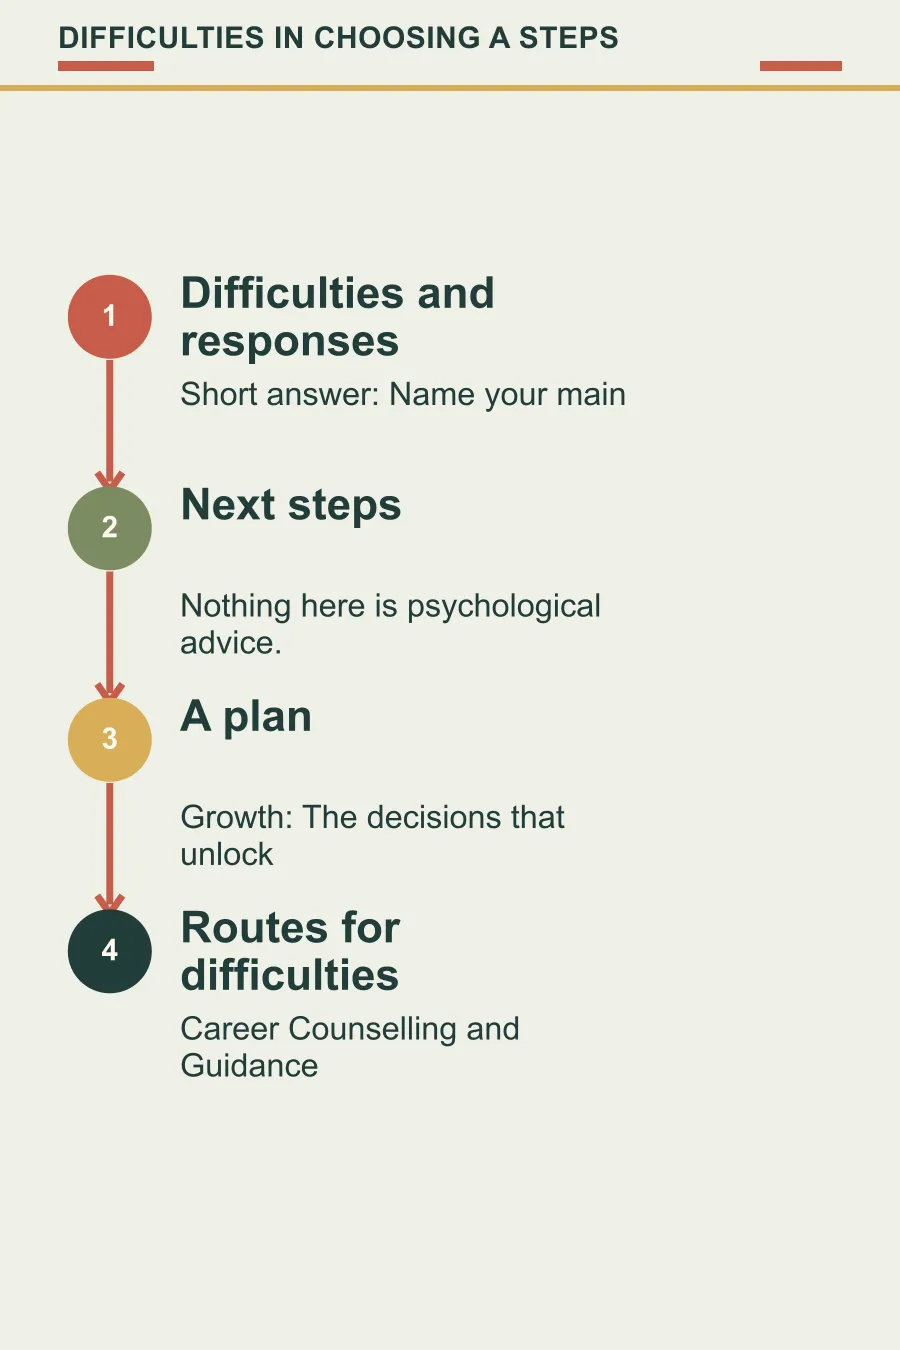 DIFFICULTIES IN CHOOSING A STEPS
1
Difficulties and
responses
Short answer: Name your main
2
Next steps
Nothing here is psychological
advice.
3
A plan
Growth: The decisions that
unlock
4
Routes for
difficulties
Career Counselling and
Guidance